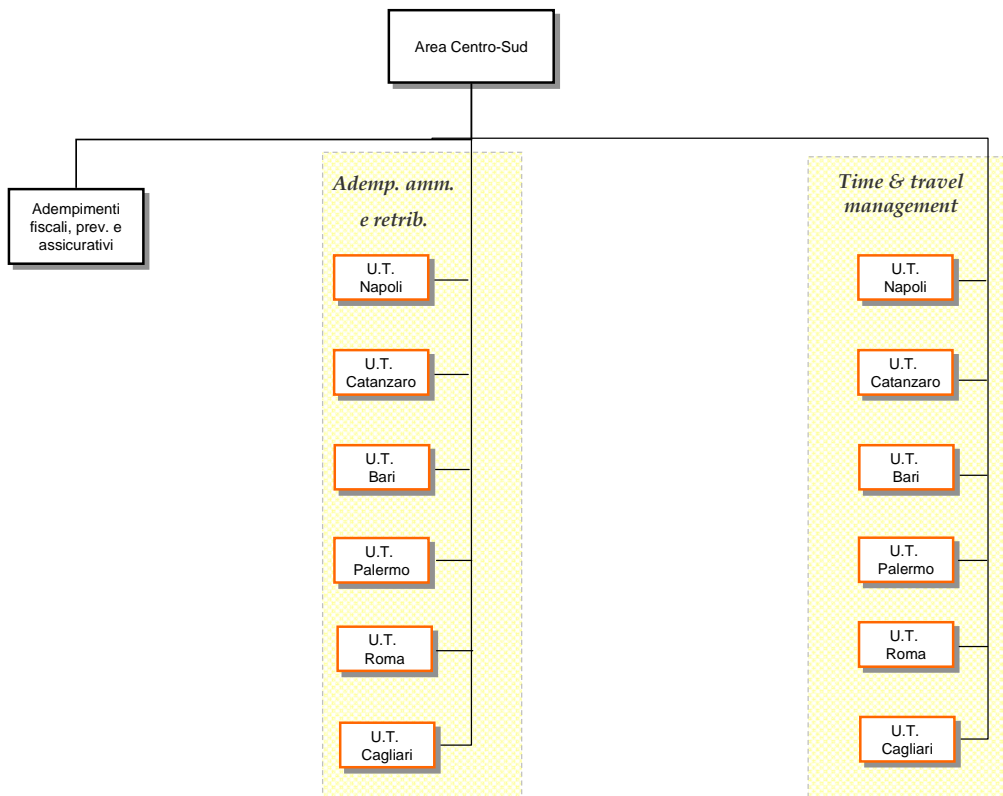 Area Centro-Sud
Adempimenti
fiscali, prev. e
assicurativi
Ademp. amm.
e retrib.
U.T.
Napoli
U.T.
Catanzaro
U.T.
Bari
U.T.
Palermo
U.T.
Roma
U.T.
Cagliari
Time & travel
management
U.T.
Napoli
U.T.
Catanzaro
U.T.
Bari
U.T.
Palermo
U.T.
Roma
U.T.
Cagliari